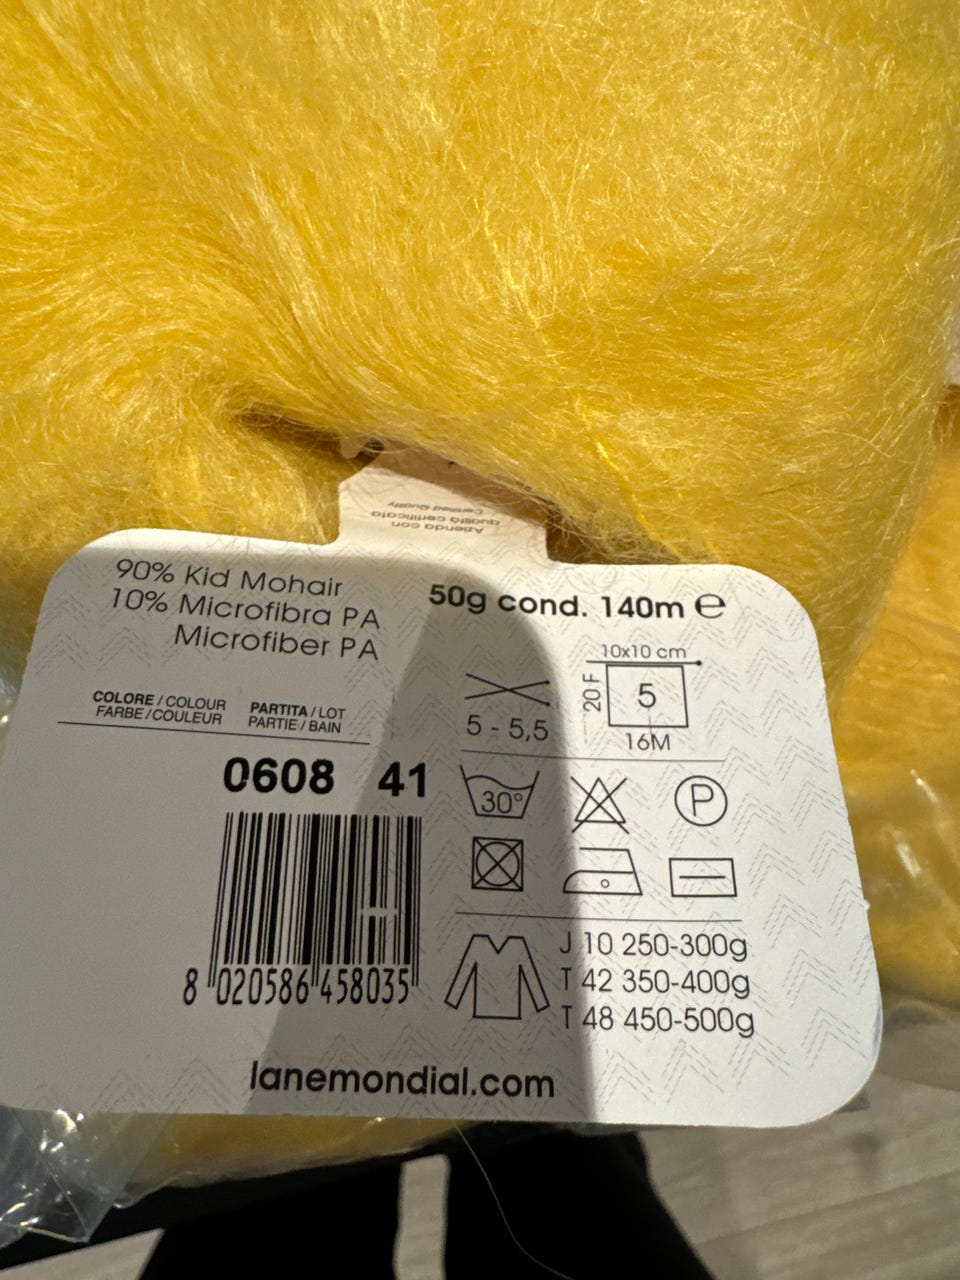 Azienda con
qualità certificata
Certified Quality
90% Kid Mohair
10% Microfibra PA
Microfiber PA
50g cond. 140m ℮
COLORE / COLOUR
FARBE / COULEUR
PARTITA / LOT
PARTIE / BAIN
0608 41
8 020586 458035
5 - 5,5
10x10 cm
20 F
5
16M
30°
P
J 10 250-300g
T 42 350-400g
T 48 450-500g
lanemondial.com